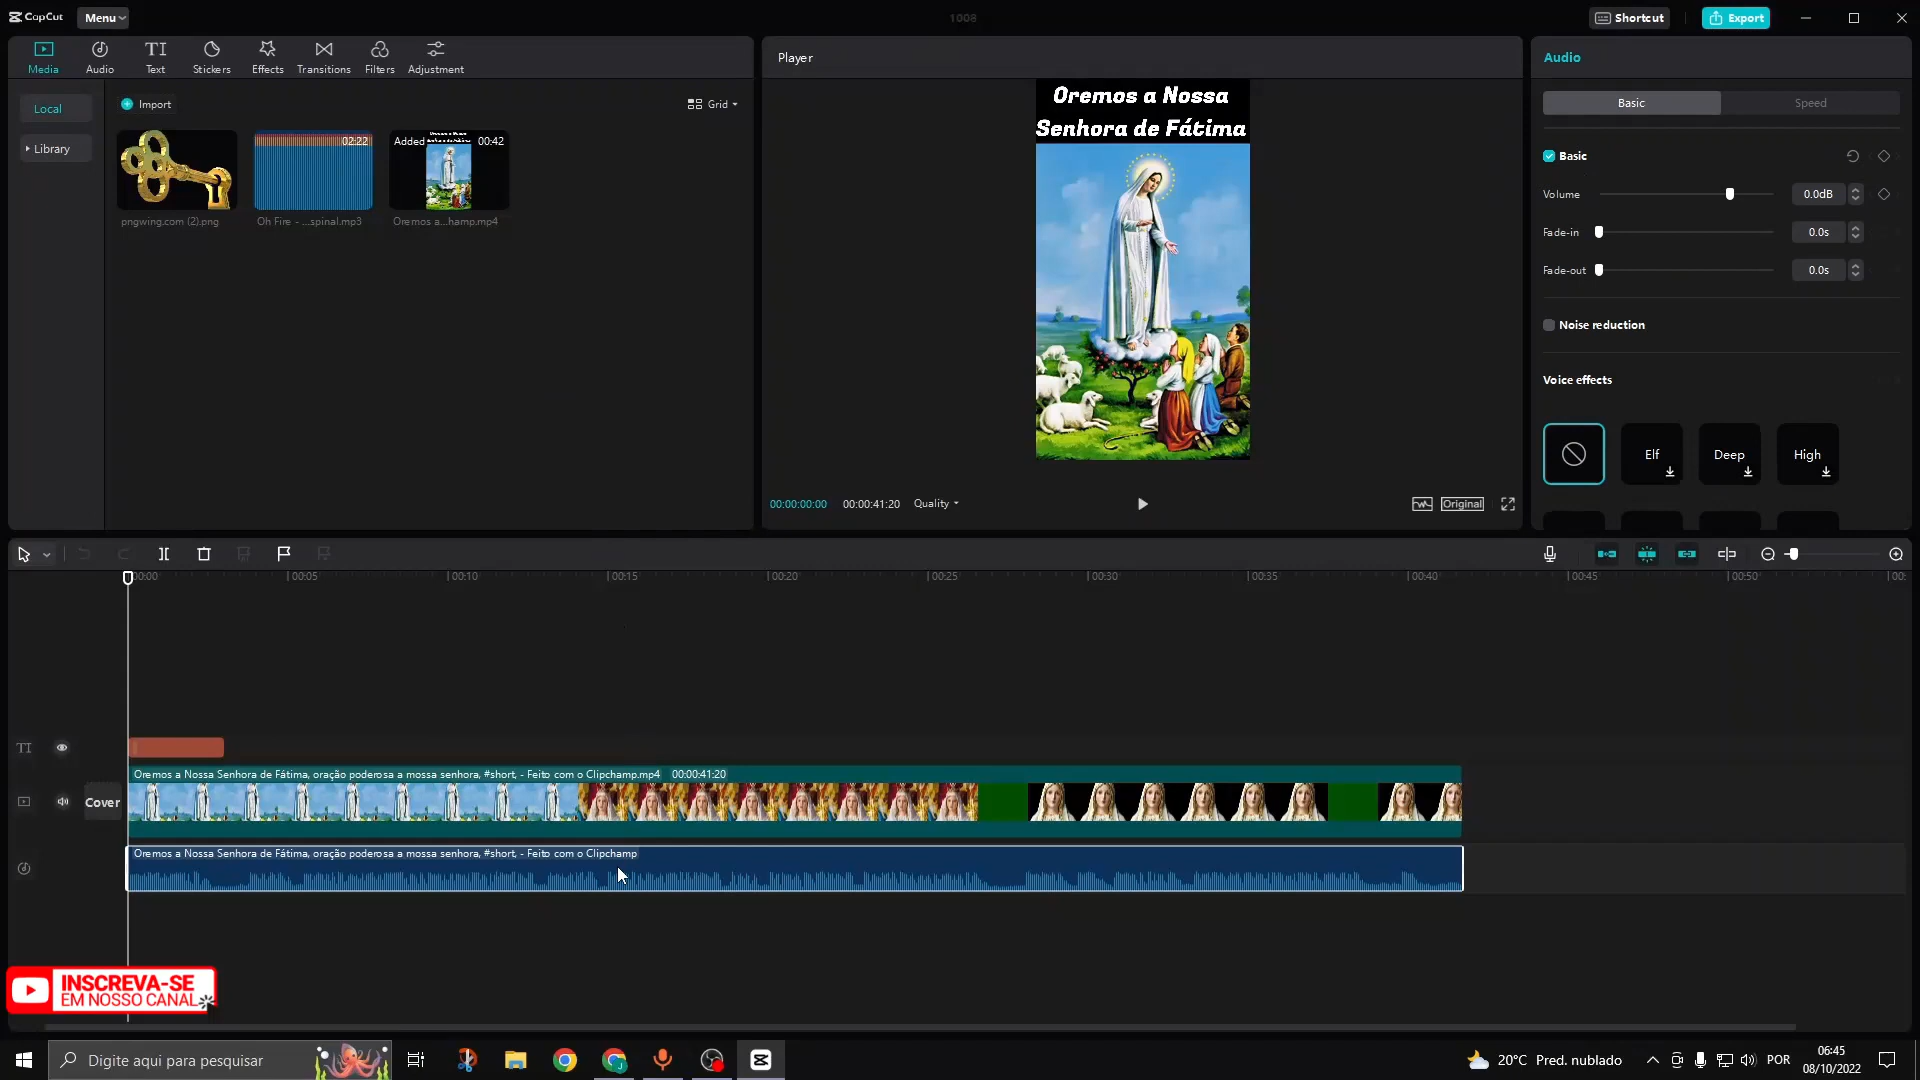 CapCut
Menu
1008
Shortcut
Export
Media
Audio
Text
Stickers
Effects
Transitions
Filters
Adjustment
Local
Library
Import
Grid
02:22
Added
00:42
pngwing.com (2).png
Oh Fire - ...spinal.mp3
Oremos a...hamp.mp4
Player
Oremos a Nossa
Senhora de Fátima
00:00:00:00
00:00:41:20
Quality
Original
Audio
Basic
Speed
Basic
Volume
0.0dB
Fade-in
0.0s
Fade-out
0.0s
Noise reduction
Voice effects
Elf
Deep
High
00:00
00:05
00:10
00:15
00:20
00:25
00:30
00:35
00:40
00:45
00:50
00:
TI
Cover
Oremos a Nossa Senhora de Fátima, oração poderosa a mossa senhora, #short, - Feito com o Clipchamp.mp4 00:00:41:20
Oremos a Nossa Senhora de Fátima, oração poderosa a mossa senhora, #short, - Feito com o Clipchamp
INSCREVA-SE
EM NOSSO CANAL
Digite aqui para pesquisar
20°C Pred. nublado
POR
06:45
08/10/2022